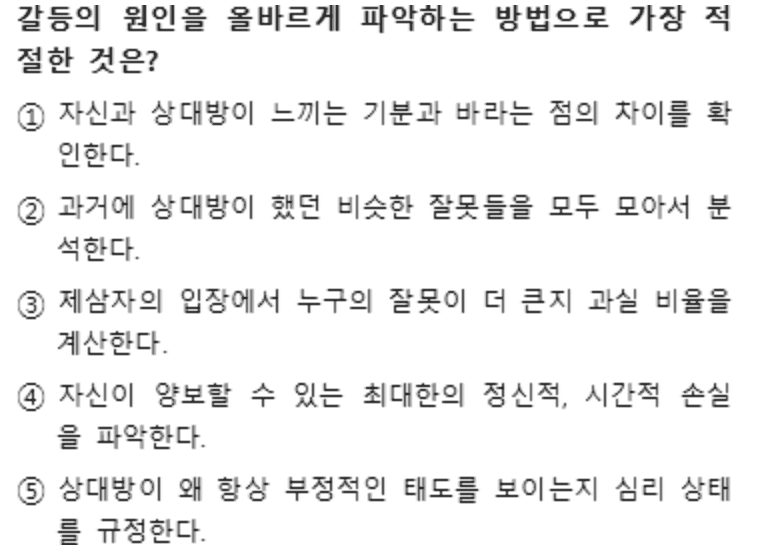 갈등의 원인을 올바르게 파악하는 방법으로 가장 적
절한 것은?
① 자신과 상대방이 느끼는 기분과 바라는 점의 차이를 확
인한다.
② 과거에 상대방이 했던 비슷한 잘못들을 모두 모아서 분
석한다.
③ 제삼자의 입장에서 누구의 잘못이 더 큰지 과실 비율을
계산한다.
④ 자신이 양보할 수 있는 최대한의 정신적, 시간적 손실
을 파악한다.
⑤ 상대방이 왜 항상 부정적인 태도를 보이는지 심리 상태
를 규정한다.